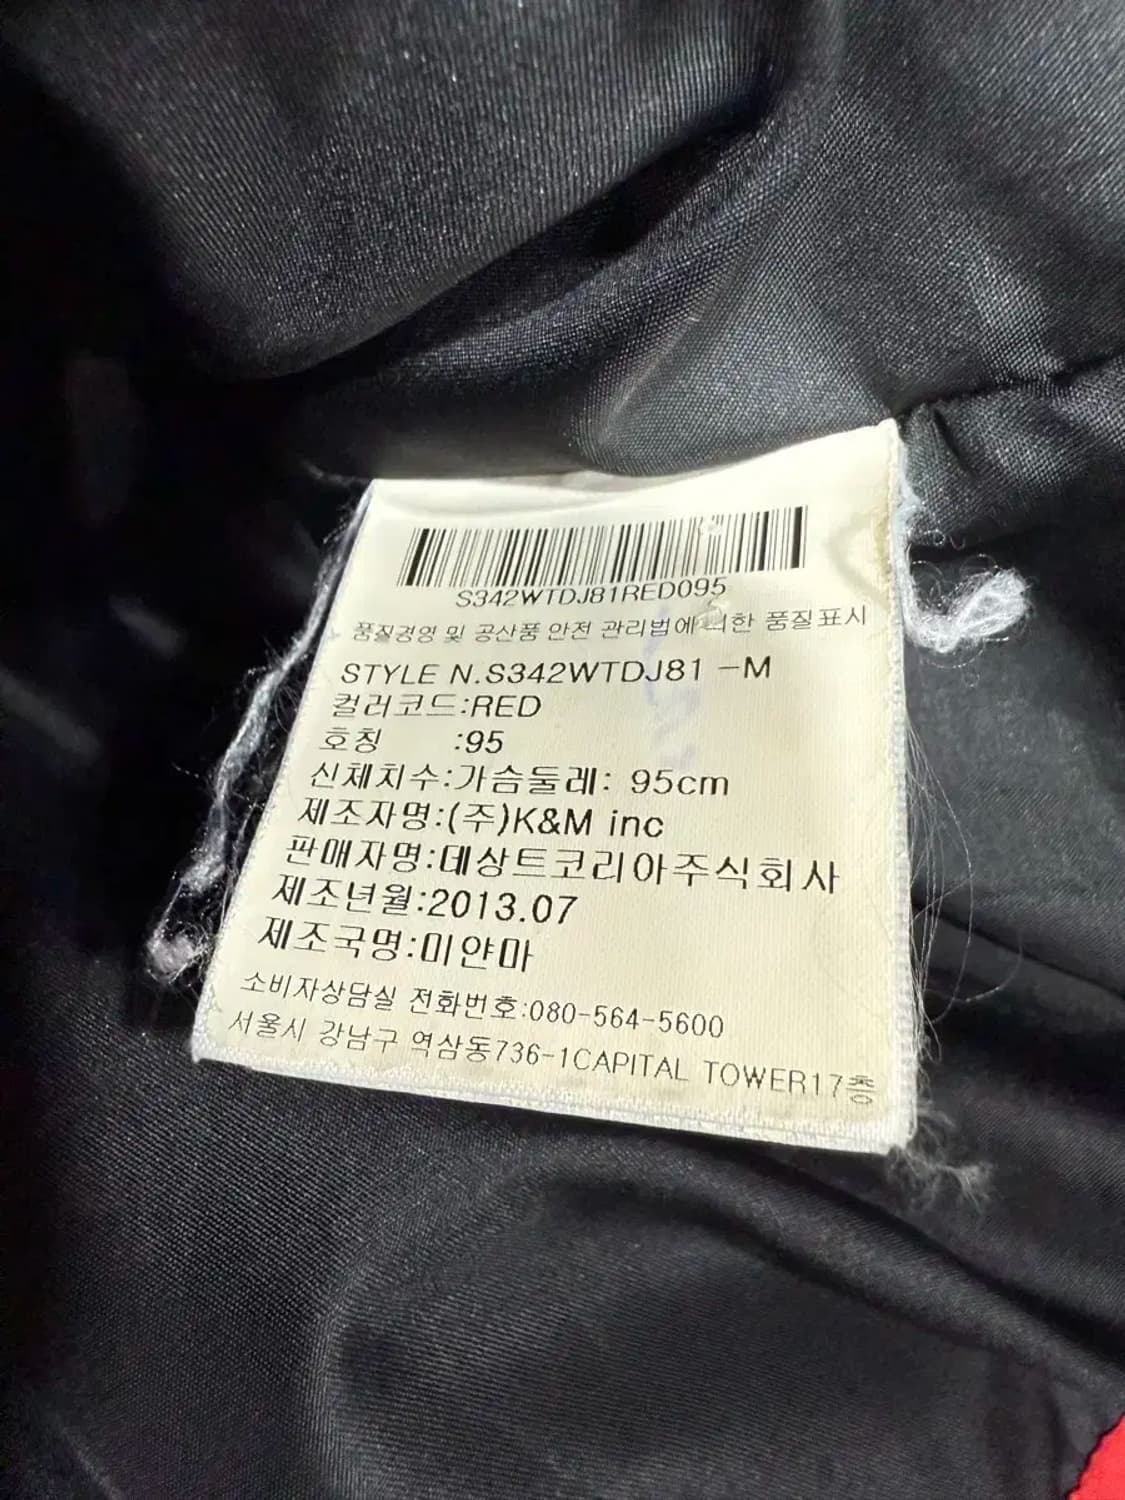 S342WTDJ81RED095
품질경영 및 공산품 안전 관리법에 의한 품질표시
STYLE N.S342WTDJ81 -M
컬러코드:RED
호칭 :95
신체치수:가슴둘레: 95cm
제조자명:(주)K&M inc
판매자명:데상트코리아주식회사
제조년월:2013.07
제조국명:미얀마
소비자상담실 전화번호:080-564-5600
서울시 강남구 역삼동736-1CAPITAL TOWER17층